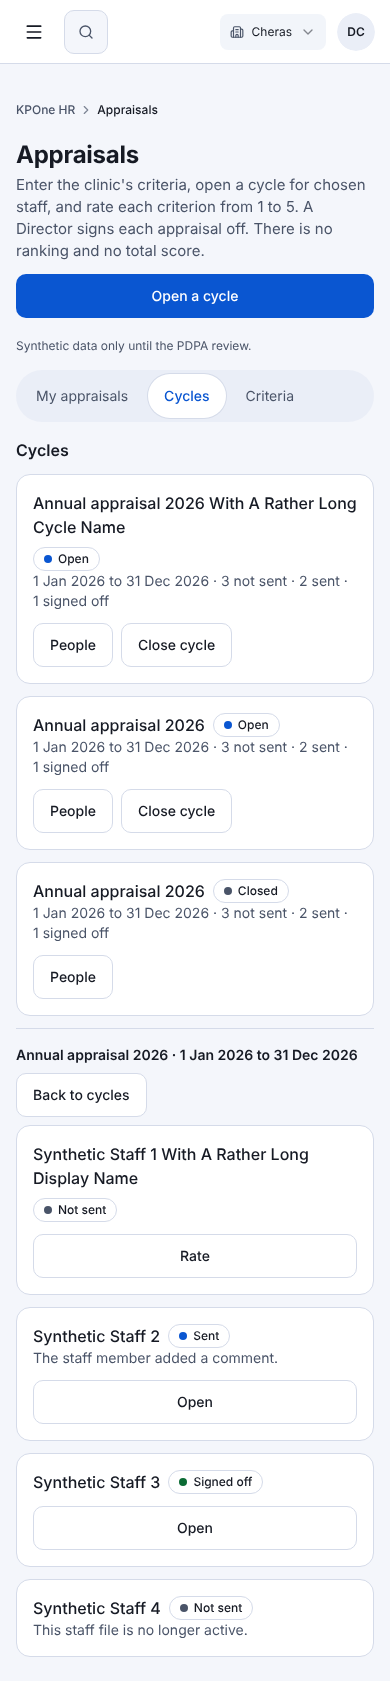 Cheras
DC
KPOne HR > Appraisals
Appraisals
Enter the clinic's criteria, open a cycle for chosen
staff, and rate each criterion from 1 to 5. A
Director signs each appraisal off. There is no
ranking and no total score.
Open a cycle
Synthetic data only until the PDPA review.
My appraisals
Cycles
Criteria
Cycles
Annual appraisal 2026 With A Rather Long
Cycle Name
Open
1 Jan 2026 to 31 Dec 2026 · 3 not sent · 2 sent ·
1 signed off
People
Close cycle
Annual appraisal 2026
Open
1 Jan 2026 to 31 Dec 2026 · 3 not sent · 2 sent ·
1 signed off
People
Close cycle
Annual appraisal 2026
Closed
1 Jan 2026 to 31 Dec 2026 · 3 not sent · 2 sent ·
1 signed off
People
Annual appraisal 2026 · 1 Jan 2026 to 31 Dec 2026
Back to cycles
Synthetic Staff 1 With A Rather Long
Display Name
Not sent
Rate
Synthetic Staff 2
Sent
The staff member added a comment.
Open
Synthetic Staff 3
Signed off
Open
Synthetic Staff 4
Not sent
This staff file is no longer active.